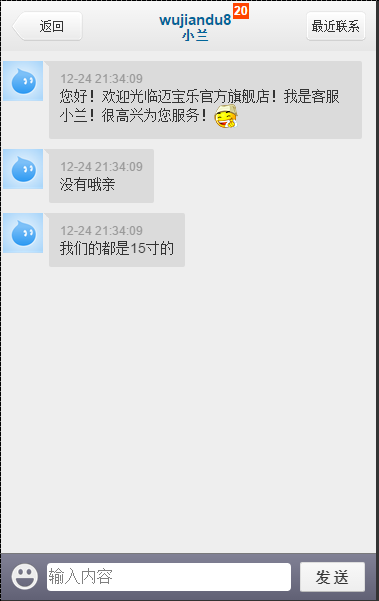 返回
wujiandu8
20
小兰
最近联系
12-24 21:34:09
您好！欢迎光临迈宝乐官方旗舰店！我是客服
小兰！很高兴为您服务！
12-24 21:34:09
没有哦亲
12-24 21:34:09
我们的都是15寸的
输入内容
发送